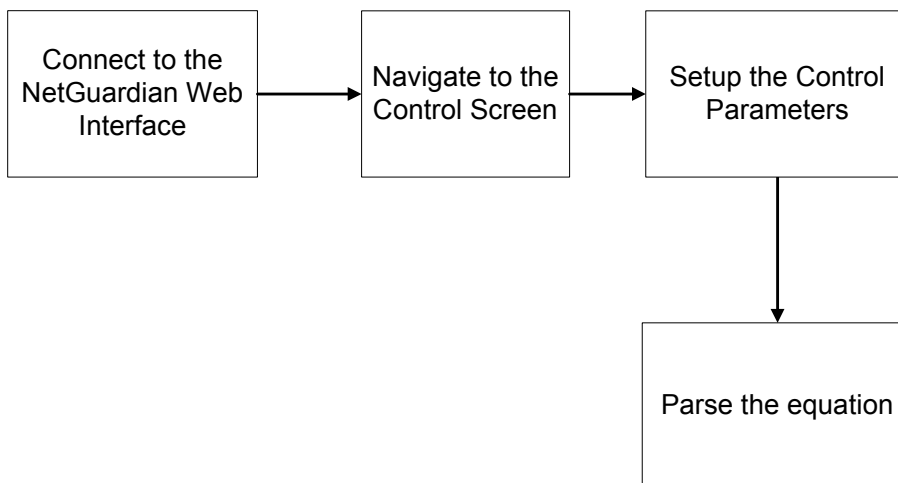 Connect to the
NetGuardian Web
Interface
Navigate to the
Control Screen
Setup the Control
Parameters
Parse the equation